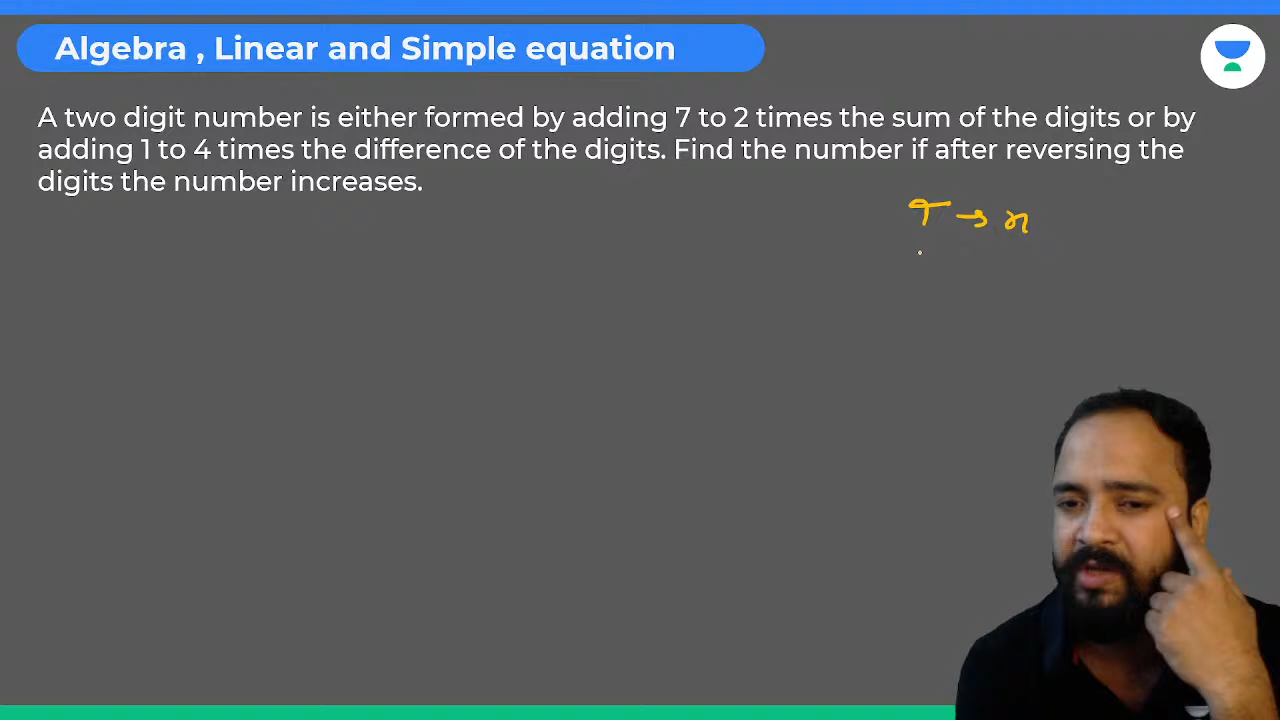 Algebra , Linear and Simple equation
A two digit number is either formed by adding 7 to 2 times the sum of the digits or by
adding 1 to 4 times the difference of the digits. Find the number if after reversing the
digits the number increases.
T → x